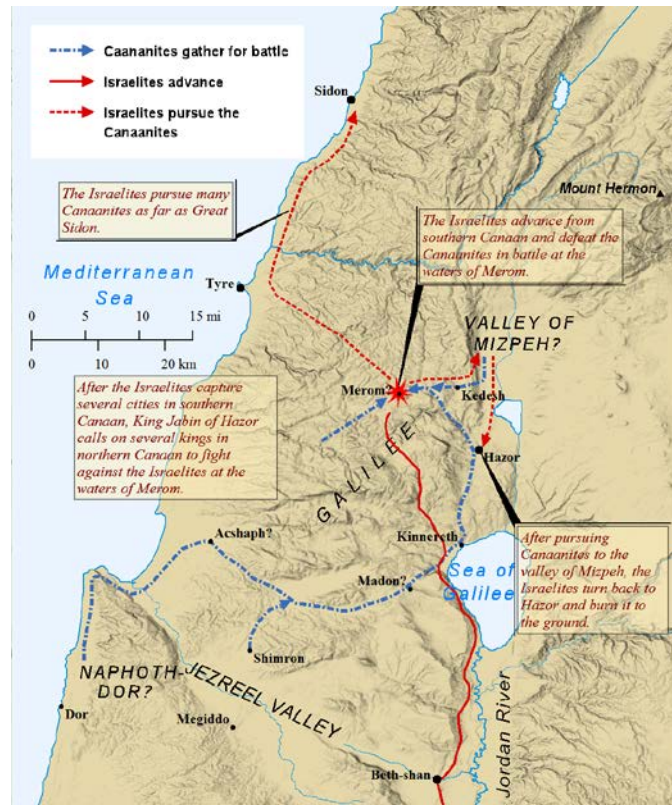 Caananites gather for battle
Israelites advance
Israelites pursue the
Canaanites
Sidon
Mount Hermon
The Israelites pursue many
Canaanites as far as Great
Sidon.
The Israelites advance from
southern Canaan and defeat the
Canaanites in battle at the
waters of Merom.
Mediterranean
Sea
Tyre
0 5 10 15 mi
0 10 20 km
VALLEY OF
MIZPEH?
Merom?
Kedesh
After the Israelites capture
several cities in southern
Canaan, King Jabin of Hazor
calls on several kings in
northern Canaan to fight
against the Israelites at the
waters of Merom.
GALILEE
Hazor
Acshaph?
Kinnereth
After pursuing
Canaanites to the
valley of Mizpeh, the
Israelites turn back to
Hazor and burn it to
the ground.
Sea of
Galilee
Madon?
Shimron
NAPHOTH-
DOR?
JEZREEL VALLEY
Dor
Megiddo
Jordan River
Beth-shan